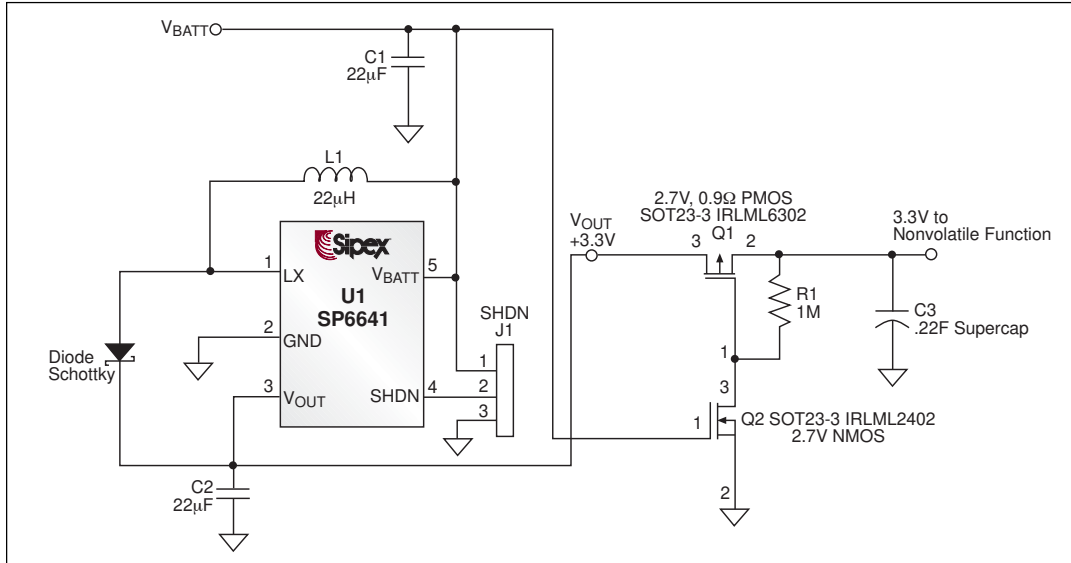 VBATT
C1
22μF
L1
22μH
Sipex
1
LX
VBATT
5
U1
SP6641
2
GND
3
VOUT
SHDN
4
SHDN
J1
1
2
3
Diode
Schottky
C2
22μF
VOUT
+3.3V
2.7V, 0.9Ω PMOS
SOT23-3 IRLML6302
Q1
3
2
3.3V to
Nonvolatile Function
R1
1M
C3
.22F Supercap
1
3
1
Q2 SOT23-3 IRLML2402
2.7V NMOS
2